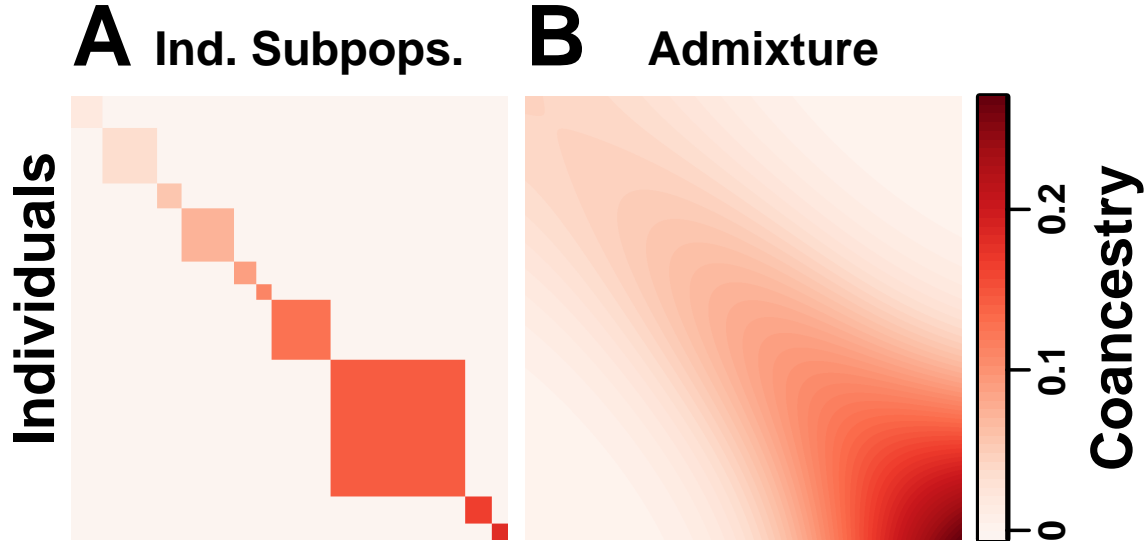 A Ind. Subpops.
B Admixture
Individuals
0.2
0.1
0
Coancestry